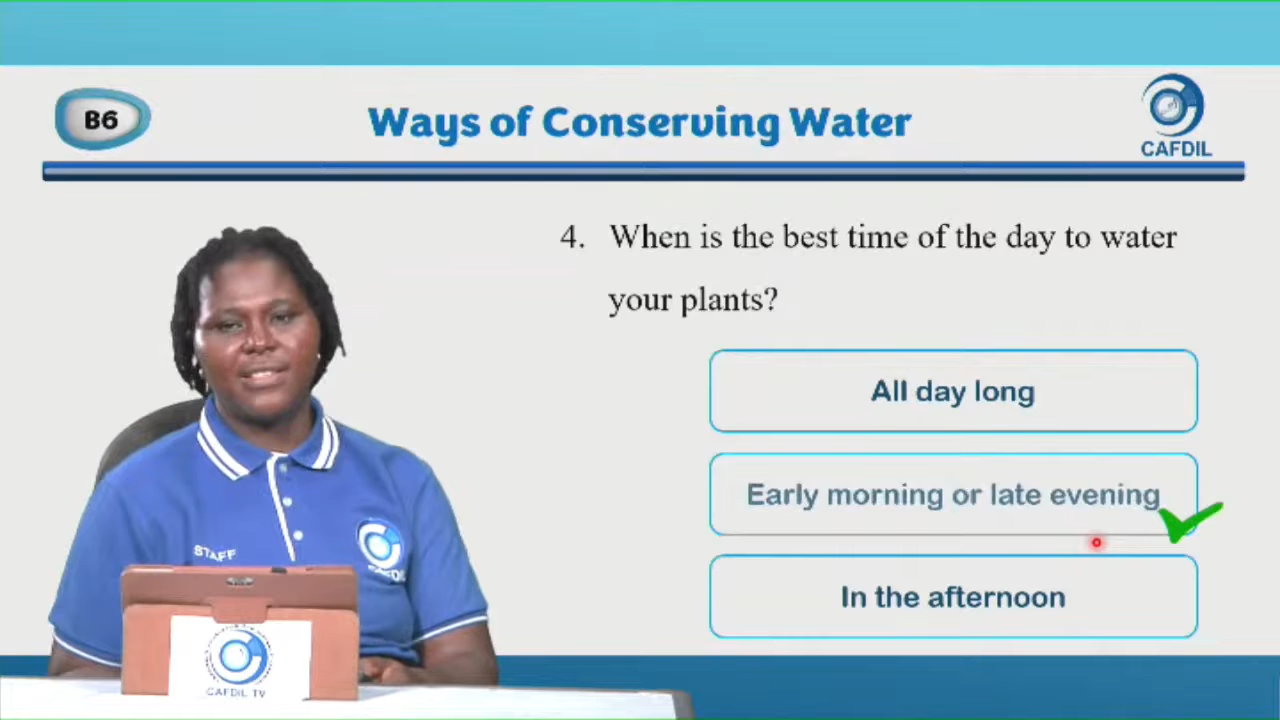 B6
Ways of Conserving Water
CAFDIL
4. When is the best time of the day to water
your plants?
All day long
Early morning or late evening
In the afternoon
STAFF
CAFDIL
CAFDIL TV